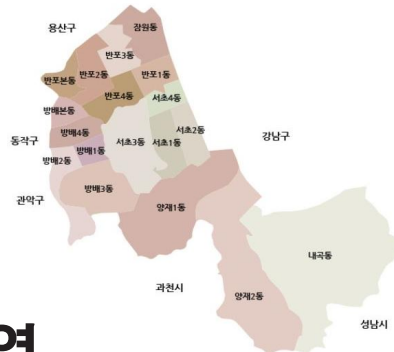 용산구
잠원동
반포3동
반포본동
반포2동
반포1동
반포4동
서초4동
방배본동
동작구
방배4동
서초3동
서초1동
서초2동
강남구
방배2동
방배1동
관악구
방배3동
양재1동
내곡동
과천시
양재2동
성남시